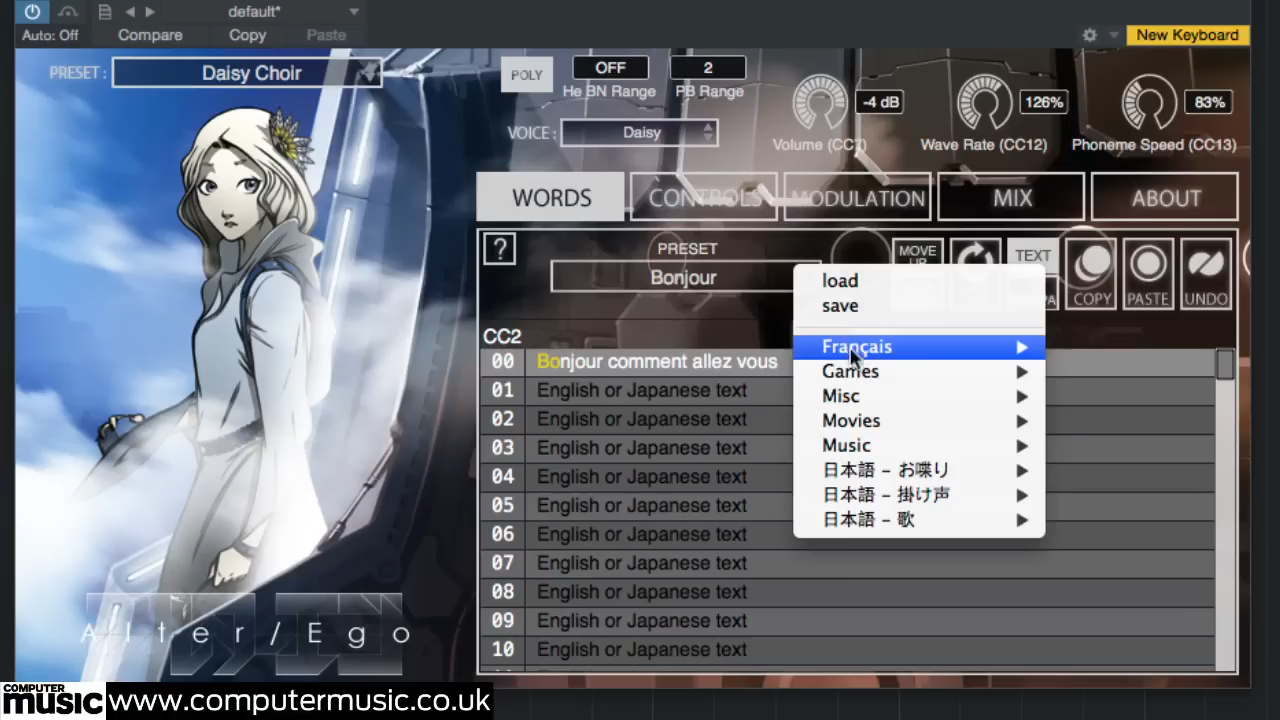 default*
Auto: Off
Compare
Copy
Paste
New Keyboard
PRESET :
Daisy Choir
POLY
OFF
He BN Range
2
PB Range
VOICE :
Daisy
-4 dB
Volume (CC7)
126%
Wave Rate (CC12)
83%
Phoneme Speed (CC13)
WORDS
CONTROLS
MODULATION
MIX
ABOUT
?
PRESET
Bonjour
MOVE
UP
TEXT
COPY
PASTE
UNDO
load
save
Français
Games
Misc
Movies
Music
日本語 – お喋り
日本語 – 掛け声
日本語 – 歌
CC2
00 Bonjour comment allez vous
01 English or Japanese text
02 English or Japanese text
03 English or Japanese text
04 English or Japanese text
05 English or Japanese text
06 English or Japanese text
07 English or Japanese text
08 English or Japanese text
09 English or Japanese text
10 English or Japanese text
Alter/Ego
COMPUTER
music
www.computermusic.co.uk